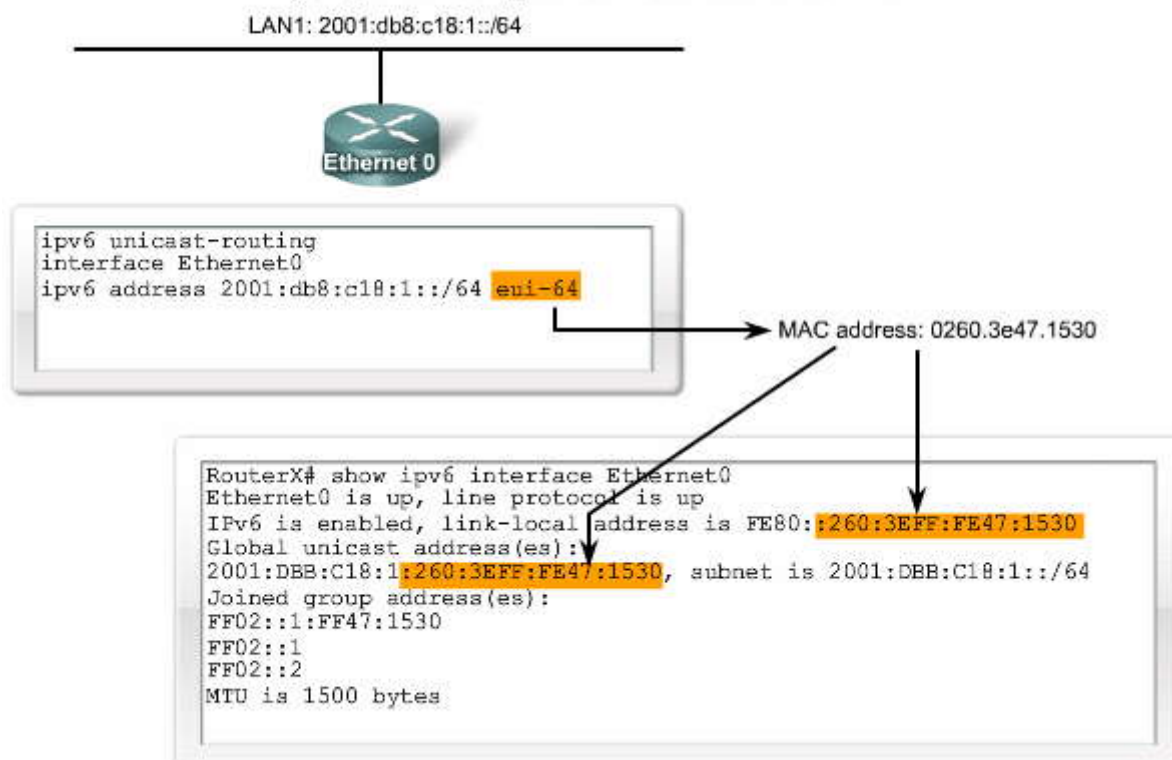 LAN1: 2001:db8:c18:1::/64
Ethernet 0
ipv6 unicast-routing
interface Ethernet0
ipv6 address 2001:db8:c18:1::/64 eui-64
MAC address: 0260.3e47.1530
RouterX# show ipv6 interface Ethernet0
Ethernet0 is up, line protocol is up
IPv6 is enabled, link-local address is FE80::260:3EFF:FE47:1530
Global unicast address(es):
2001:DBB:C18:1:260:3EFF:FE47:1530, subnet is 2001:DBB:C18:1::/64
Joined group address(es):
FF02::1:FF47:1530
FF02::1
FF02::2
MTU is 1500 bytes